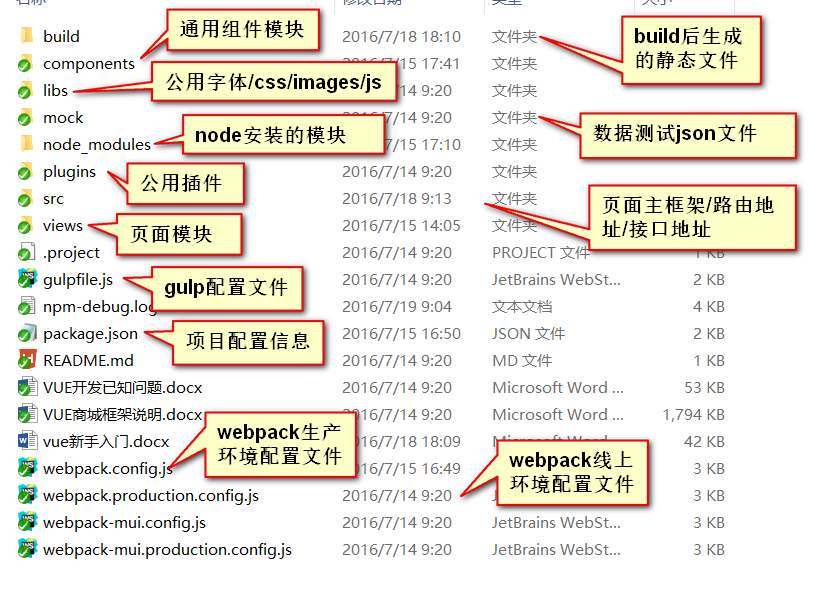 名称 修改日期 类型 大小
build 2016/7/18 18:10 文件夹
components 2016/7/15 17:41 文件夹
libs 2016/7/14 9:20 文件夹
mock 2016/7/14 9:20 文件夹
node_modules 2016/7/15 17:10 文件夹
plugins 2016/7/14 9:20 文件夹
src 2016/7/18 9:13 文件夹
views 2016/7/15 14:05 文件夹
.project 2016/7/14 9:20 PROJECT 文件 1 KB
gulpfile.js 2016/7/14 9:20 JetBrains WebSt... 2 KB
npm-debug.log 2016/7/19 9:04 文本文档 4 KB
package.json 2016/7/15 16:50 JSON 文件 2 KB
README.md 2016/7/14 9:20 MD 文件 1 KB
VUE开发已知问题.docx 2016/7/14 9:20 Microsoft Word ... 53 KB
VUE商城框架说明.docx 2016/7/14 9:20 Microsoft Word ... 1,794 KB
vue新手入门.docx 2016/7/18 18:09 Microsoft Word ... 42 KB
webpack.config.js 2016/7/15 16:49 3 KB
webpack.production.config.js 2016/7/14 9:20 3 KB
webpack-mui.config.js 2016/7/14 9:20 JetBrains WebSt... 3 KB
webpack-mui.production.config.js 2016/7/14 9:20 JetBrains WebSt... 3 KB
通用组件模块
build后生成
的静态文件
公用字体/css/images/js
node安装的模块
数据测试json文件
公用插件
页面主框架/路由地
址/接口地址
页面模块
gulp配置文件
项目配置信息
webpack生产
环境配置文件
webpack线上
环境配置文件